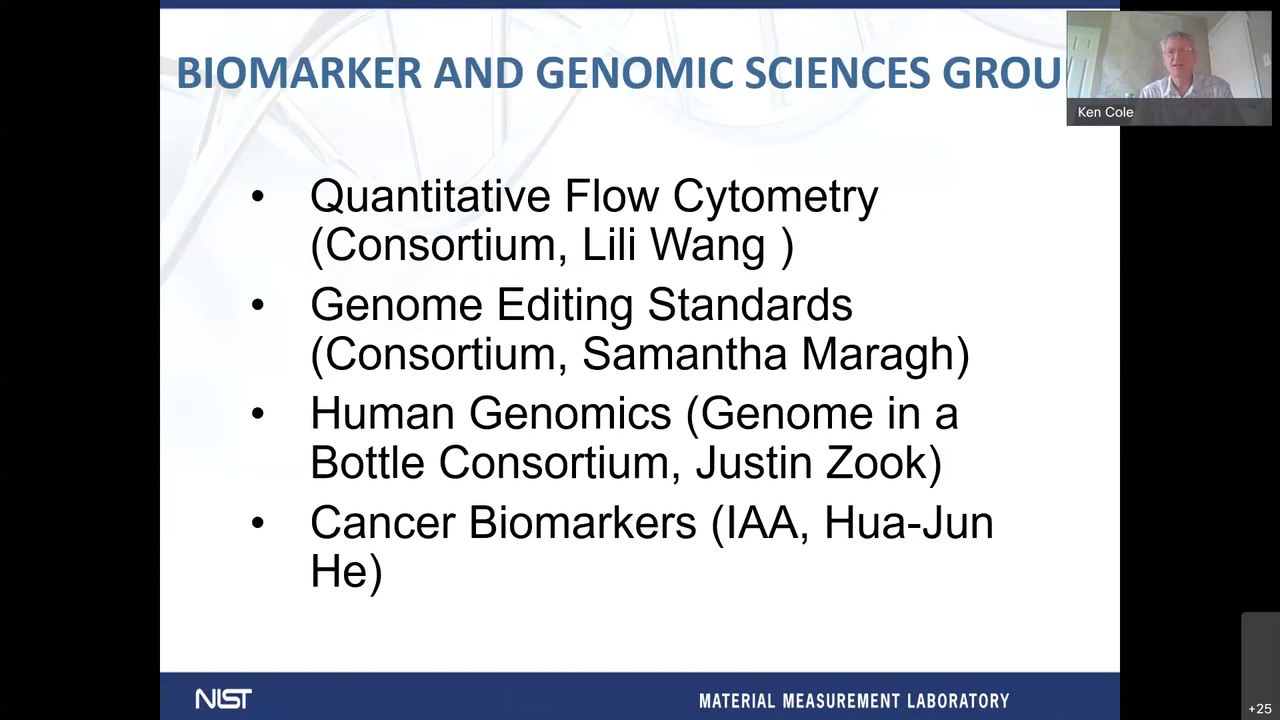 BIOMARKER AND GENOMIC SCIENCES GROU
Ken Cole
• Quantitative Flow Cytometry
(Consortium, Lili Wang )
• Genome Editing Standards
(Consortium, Samantha Maragh)
• Human Genomics (Genome in a
Bottle Consortium, Justin Zook)
• Cancer Biomarkers (IAA, Hua-Jun
He)
NIST
MATERIAL MEASUREMENT LABORATORY
+25